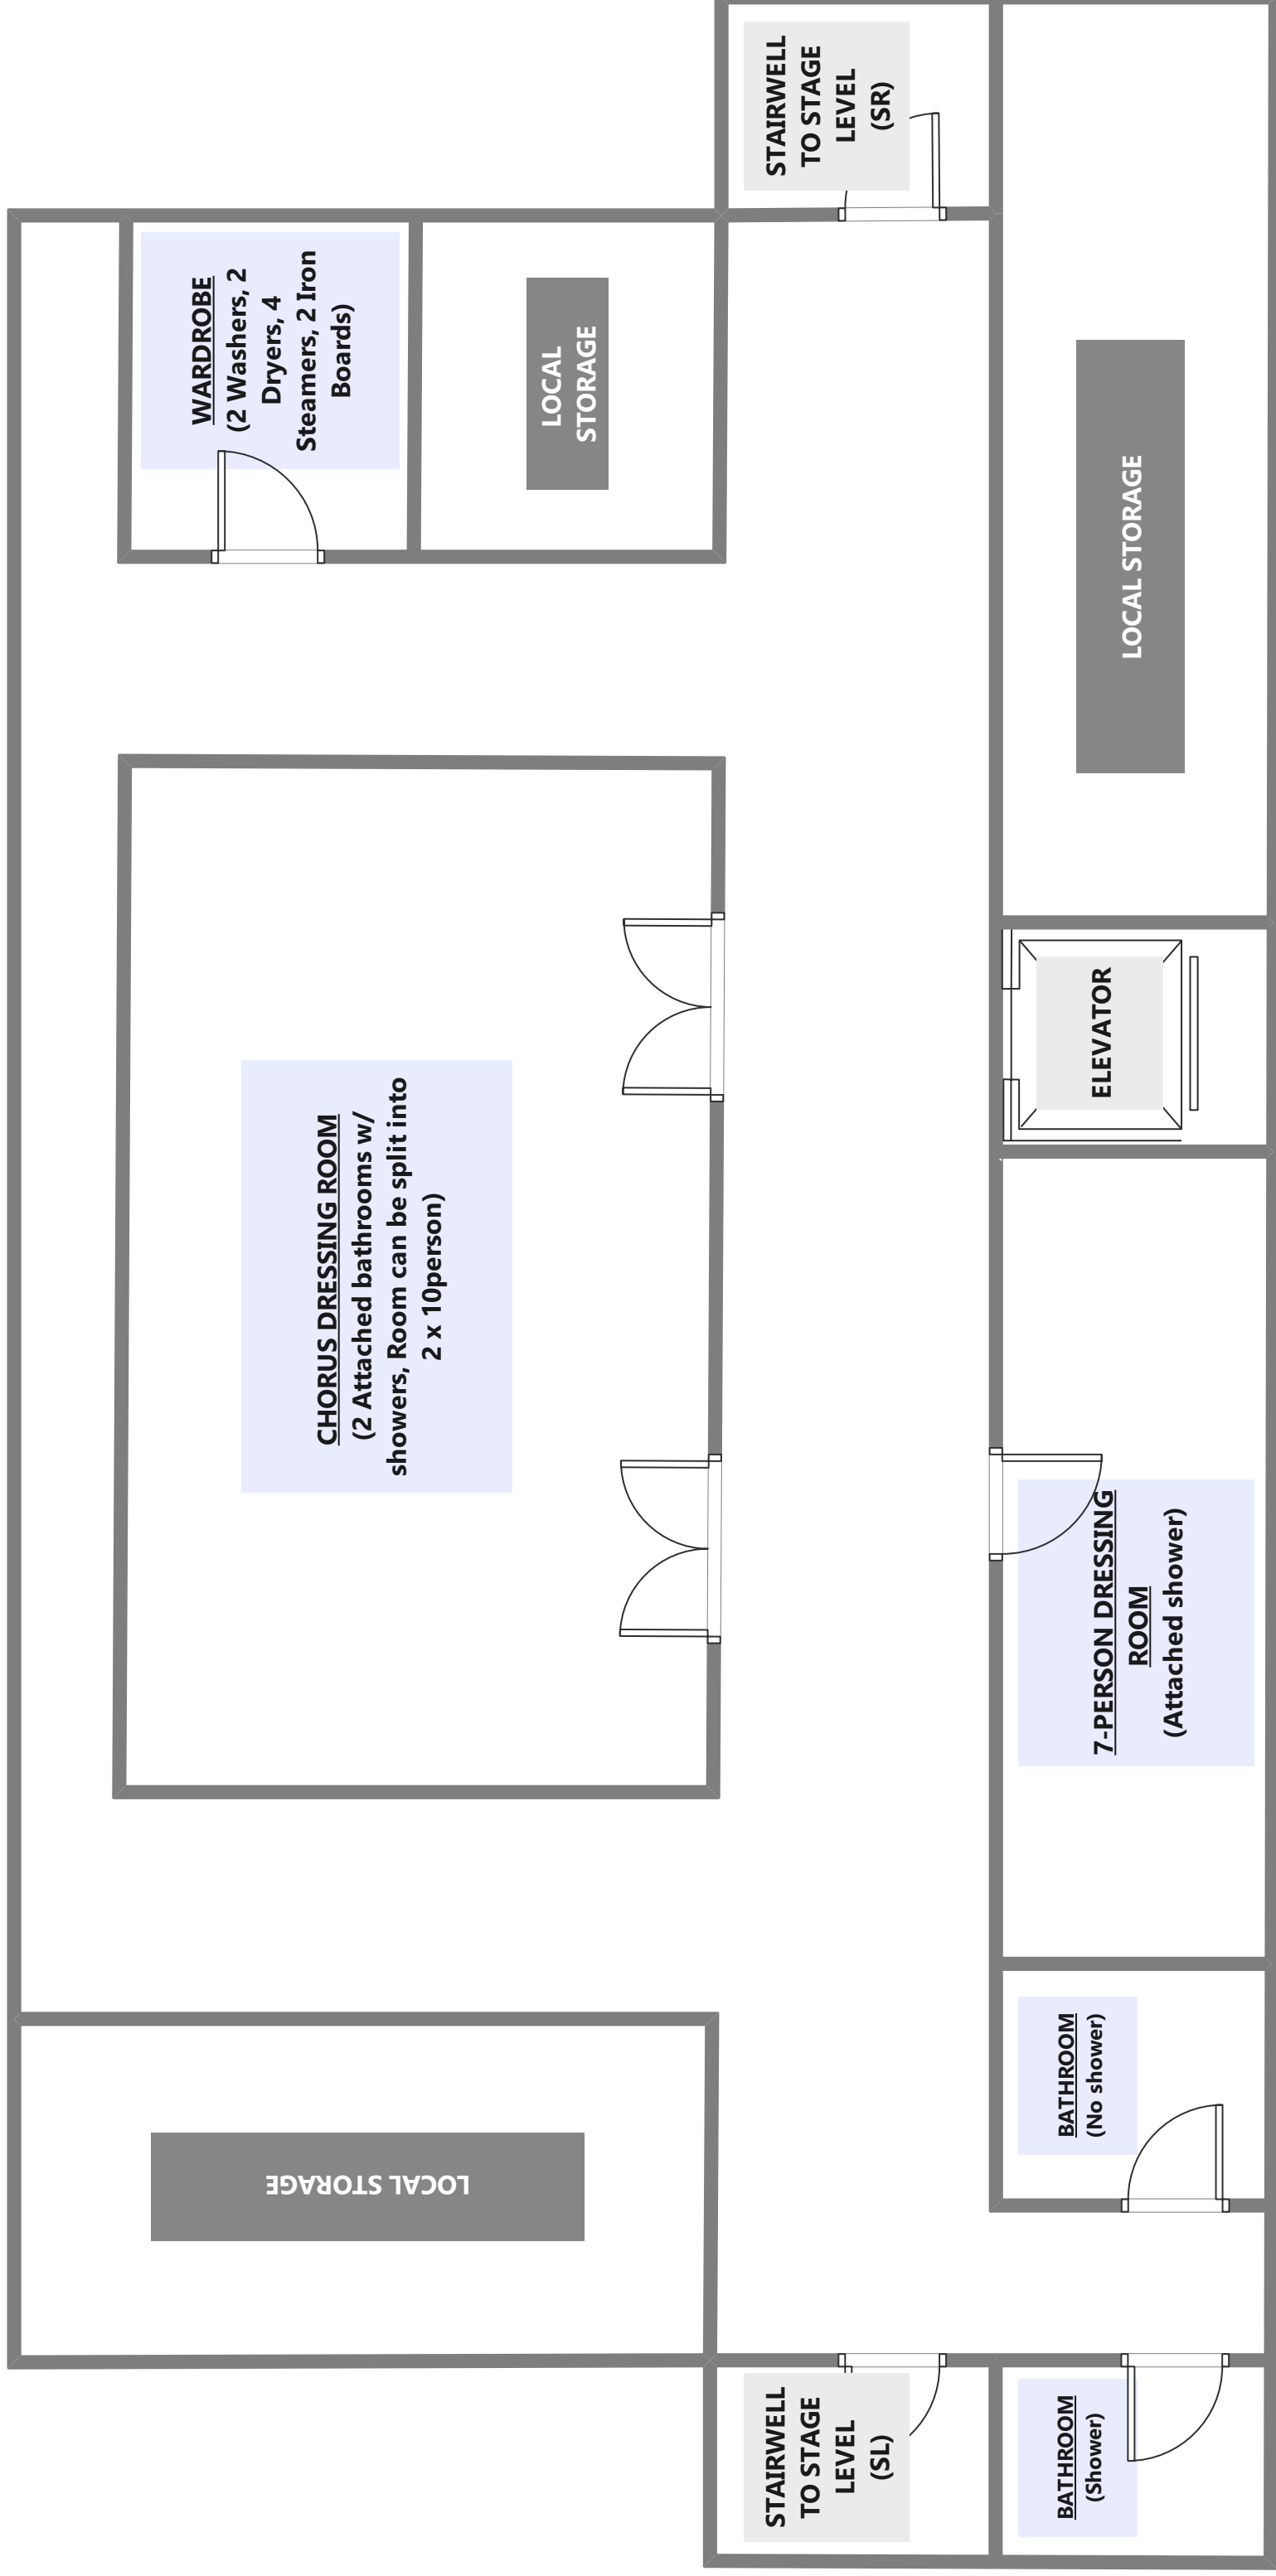 STAIRWELL
TO STAGE
LEVEL
(SR)
WARDROBE
(2 Washers, 2
Dryers, 4
Steamers, 2 Iron
Boards)
LOCAL
STORAGE
LOCAL STORAGE
ELEVATOR
CHORUS DRESSING ROOM
(2 Attached bathrooms w/
showers, Room can be split into
2 x 10person)
7-PERSON DRESSING
ROOM
(Attached shower)
BATHROOM
(No shower)
LOCAL STORAGE
STAIRWELL
TO STAGE
LEVEL
(SL)
BATHROOM
(Shower)